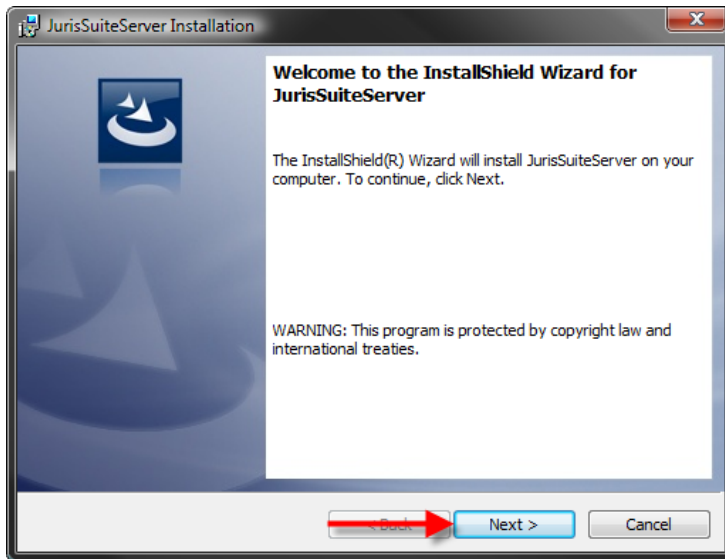 JurisSuiteServer Installation
Welcome to the InstallShield Wizard for
JurisSuiteServer
The InstallShield(R) Wizard will install JurisSuiteServer on your
computer. To continue, click Next.
WARNING: This program is protected by copyright law and
international treaties.
< Back Next > Cancel